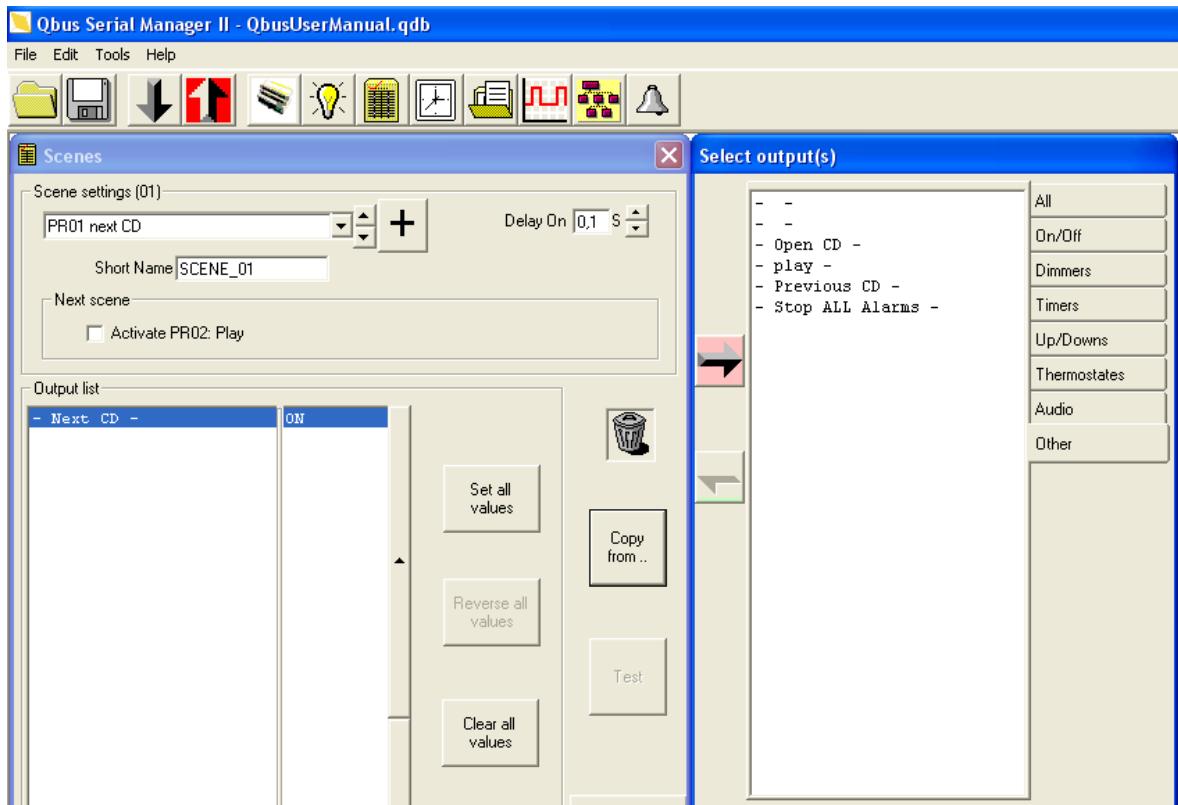 Qbus Serial Manager II - QbusUserManual.qdb
File Edit Tools Help
Scenes
Scene settings (01)
PR01 next CD
Delay On 0,1 S
Short Name SCENE_01
Next scene
Activate PR02: Play
Output list
- Next CD - ON
Set all
values
Copy
from ..
Reverse all
values
Test
Clear all
values
Select output(s)
- -
- -
- Open CD -
- play -
- Previous CD -
- Stop ALL Alarms -
All
On/Off
Dimmers
Timers
Up/Downs
Thermostates
Audio
Other